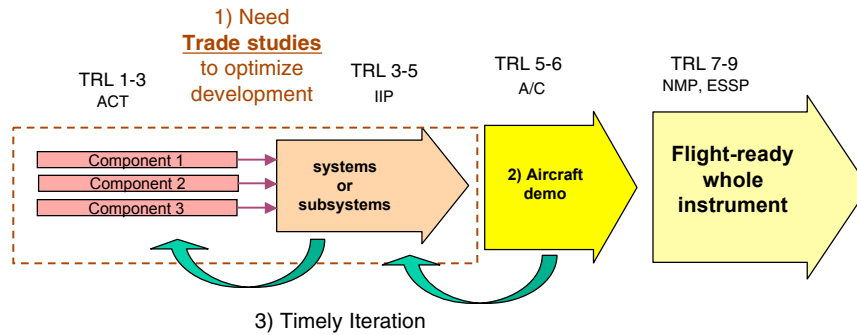 1) Need
Trade studies
to optimize
development
TRL 1-3
ACT
TRL 3-5
IIP
TRL 5-6
A/C
TRL 7-9
NMP, ESSP
Component 1
Component 2
Component 3
systems
or
subsystems
2) Aircraft
demo
Flight-ready
whole
instrument
3) Timely Iteration